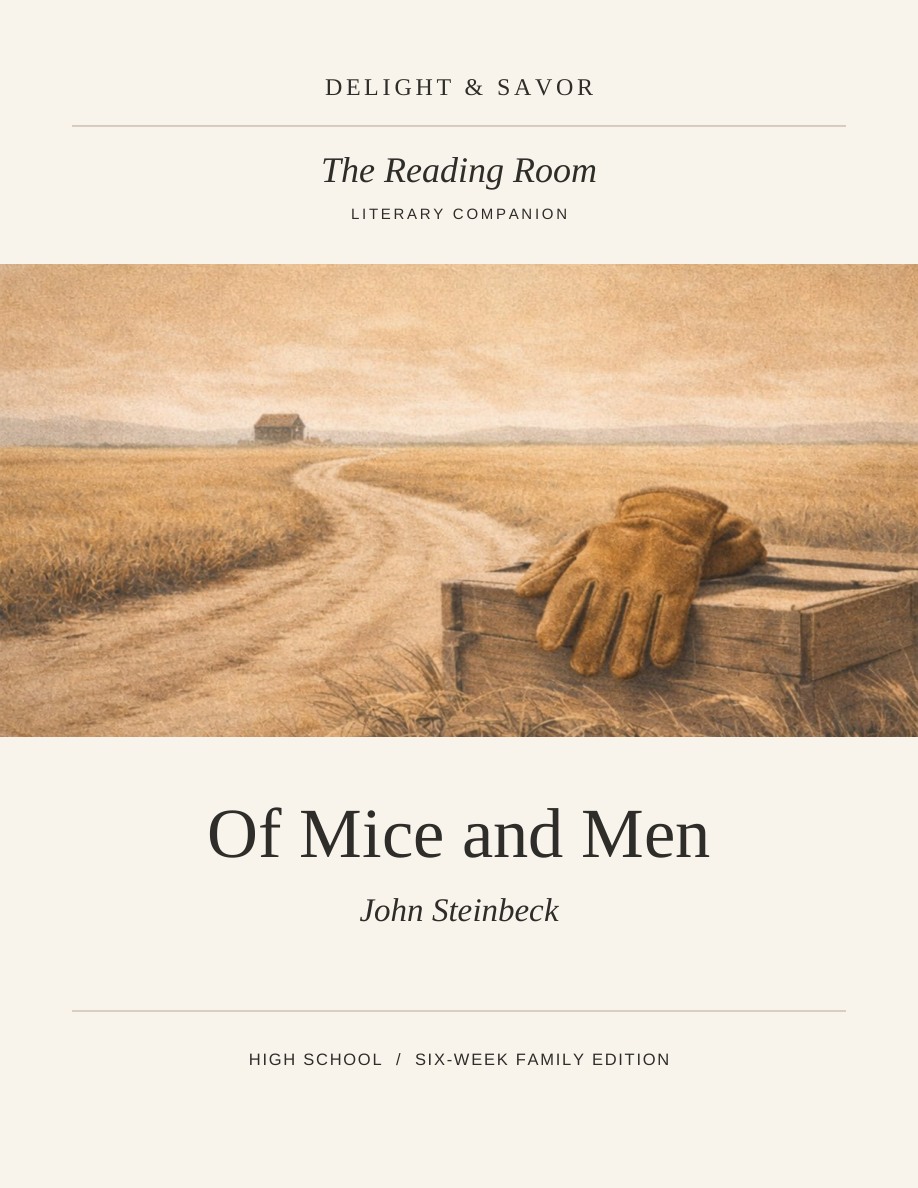 DELIGHT & SAVOR
The Reading Room
LITERARY COMPANION
Of Mice and Men
John Steinbeck
HIGH SCHOOL / SIX-WEEK FAMILY EDITION